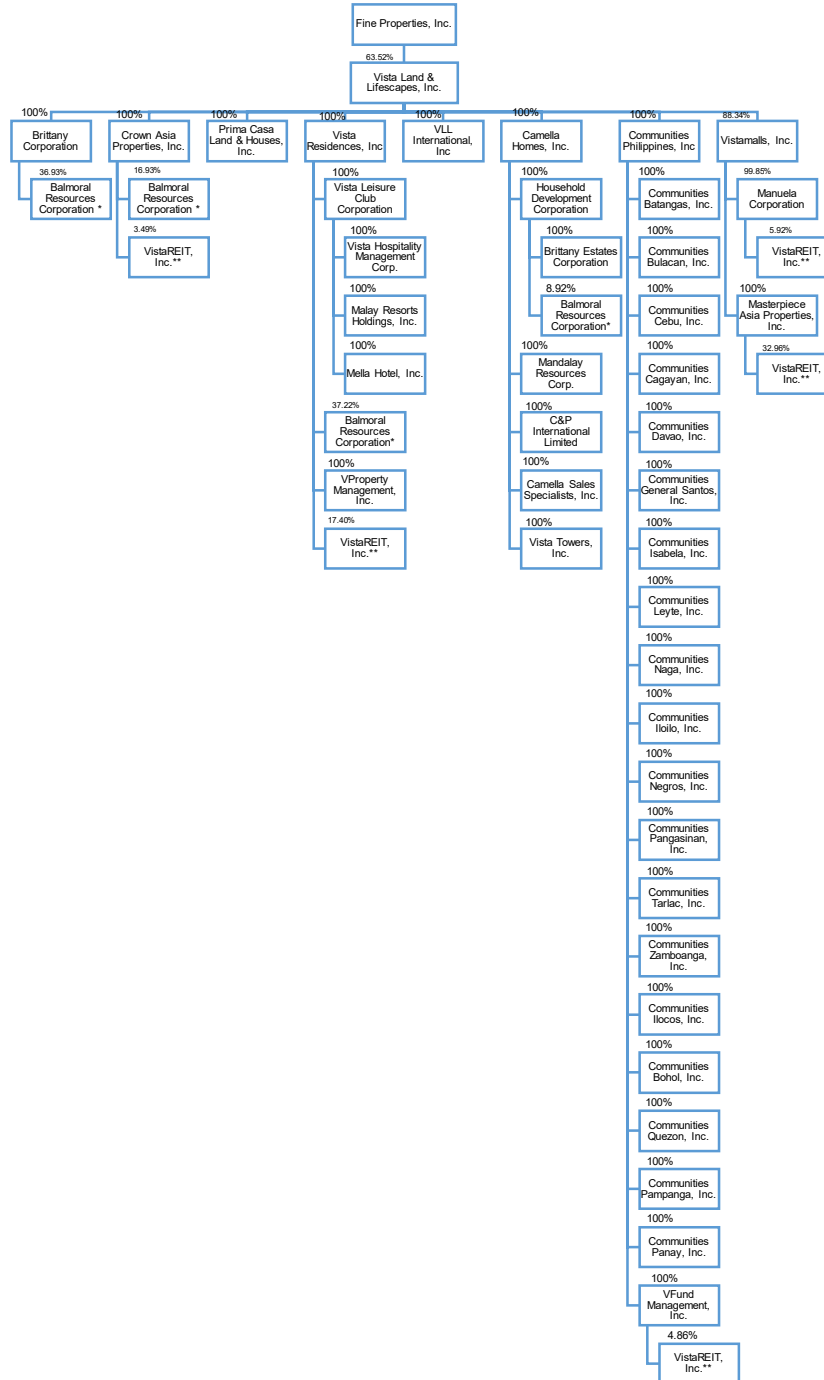 Fine Properties, Inc.
63.52%
Vista Land &
Lifescapes, Inc.
100%
Brittany
Corporation
36.93%
Balmoral
Resources
Corporation *
100%
Crown Asia
Properties, Inc.
16.93%
Balmoral
Resources
Corporation *
3.49%
VistaREIT,
Inc.**
100%
Prima Casa
Land & Houses,
Inc.
100%
Vista
Residences, Inc
100%
Vista Leisure
Club
Corporation
100%
Vista Hospitality
Management
Corp.
100%
Malay Resorts
Holdings, Inc.
100%
Mella Hotel, Inc.
37.22%
Balmoral
Resources
Corporation*
100%
VProperty
Management,
Inc.
17.40%
VistaREIT,
Inc.**
100%
VLL
International,
Inc
100%
Camella
Homes, Inc.
100%
Household
Development
Corporation
100%
Brittany Estates
Corporation
8.92%
Balmoral
Resources
Corporation*
100%
Mandalay
Resources
Corp.
100%
C&P
International
Limited
100%
Camella Sales
Specialists, Inc.
100%
Vista Towers,
Inc.
100%
Communities
Philippines, Inc
100%
Communities
Batangas, Inc.
100%
Communities
Bulacan, Inc.
100%
Communities
Cebu, Inc.
100%
Communities
Cagayan, Inc.
100%
Communities
Davao, Inc.
100%
Communities
General Santos,
Inc.
100%
Communities
Isabela, Inc.
100%
Communities
Leyte, Inc.
100%
Communities
Naga, Inc.
100%
Communities
Iloilo, Inc.
100%
Communities
Negros, Inc.
100%
Communities
Pangasinan,
Inc.
100%
Communities
Tarlac, Inc.
100%
Communities
Zamboanga,
Inc.
100%
Communities
Ilocos, Inc.
100%
Communities
Bohol, Inc.
100%
Communities
Quezon, Inc.
100%
Communities
Pampanga, Inc.
100%
Communities
Panay, Inc.
100%
VFund
Management,
Inc.
4.86%
VistaREIT,
Inc.**
88.34%
Vistamalls, Inc.
99.85%
Manuela
Corporation
5.92%
VistaREIT,
Inc.**
100%
Masterpiece
Asia Properties,
Inc.
32.96%
VistaREIT,
Inc.**